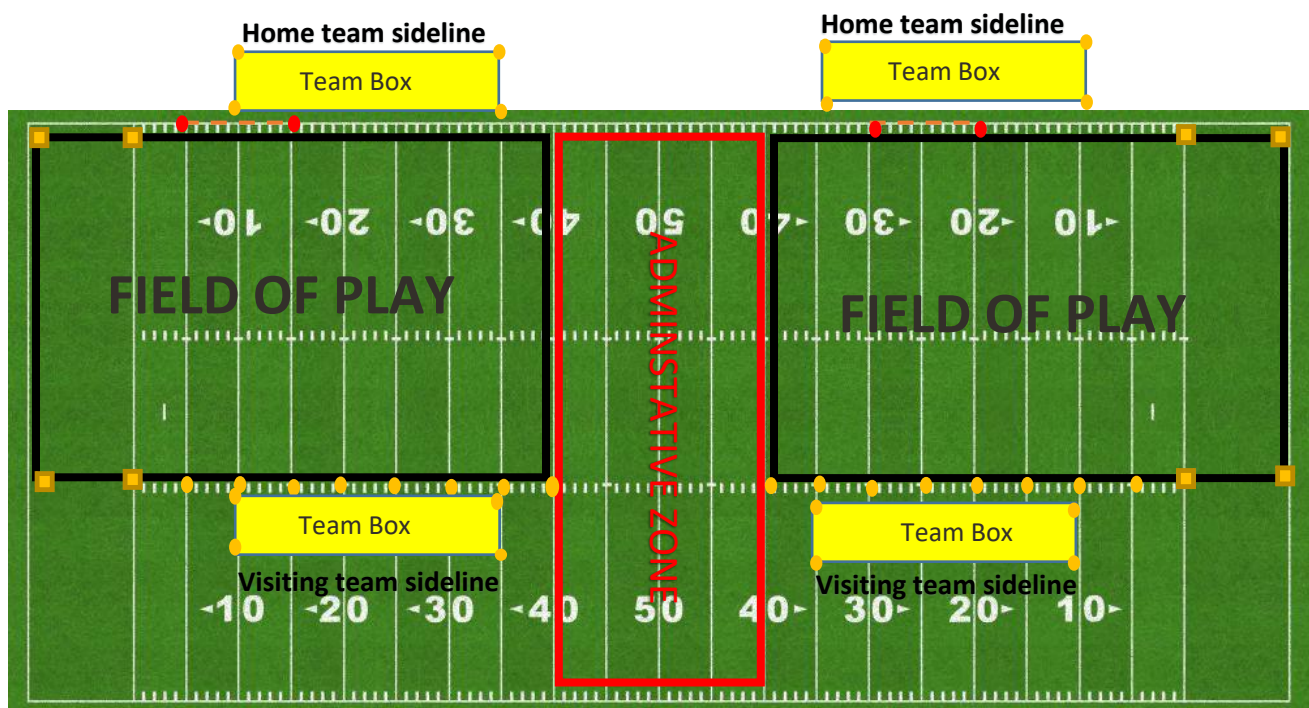 Home team sideline
Home team sideline
Team Box
Team Box
10 20 30 40 50 40 30 20 10
FIELD OF PLAY
FIELD OF PLAY
ADMINSTATIVE ZONE
Team Box
Team Box
Visiting team sideline
Visiting team sideline
10 20 30 40 50 40 30 20 10